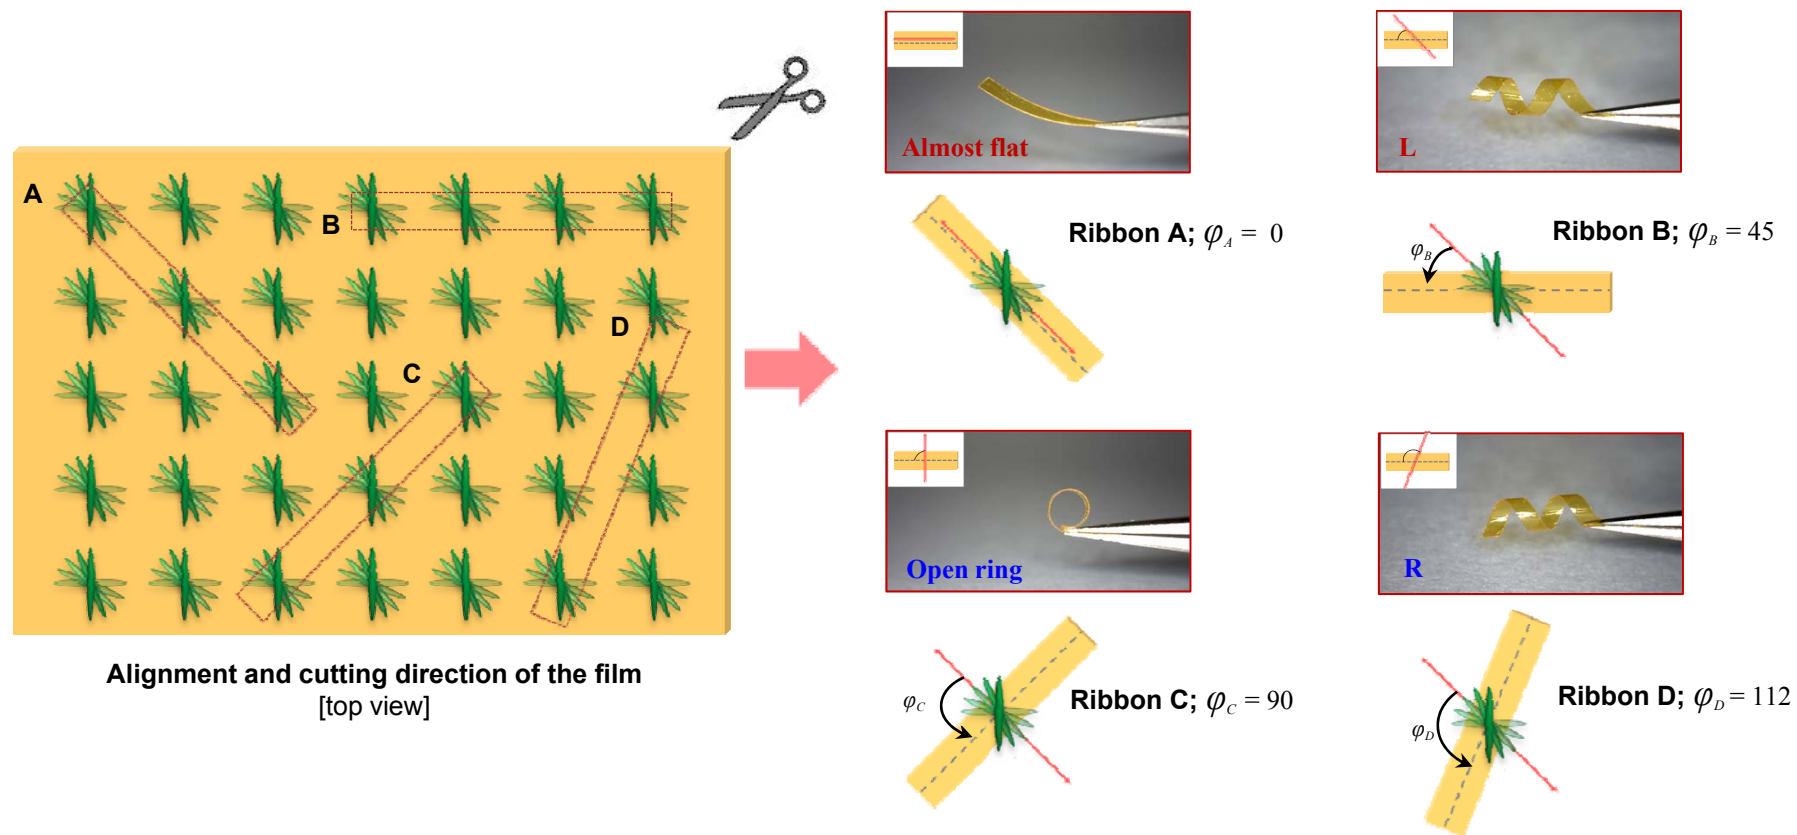 A
B
C
D
Alignment and cutting direction of the film
[top view]
Almost flat
Ribbon A; φA = 0
L
Ribbon B; φB = 45
φB
Open ring
φC
Ribbon C; φC = 90
R
φD
Ribbon D; φD = 112